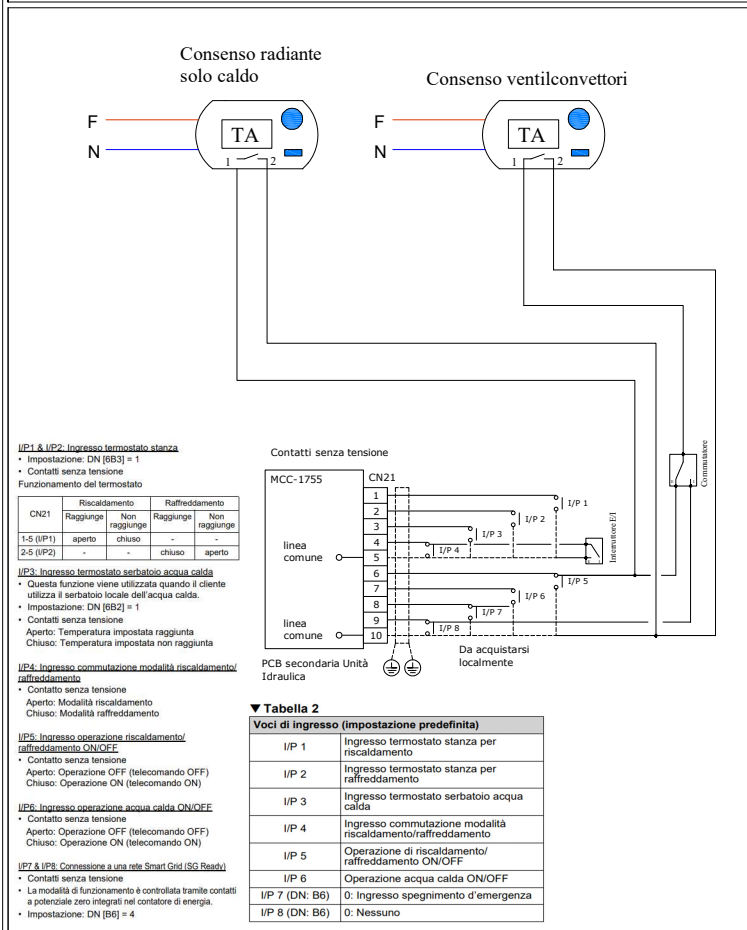 Consenso radiante
solo caldo
Consenso ventilconvettori
F
N
TA
1
2
F
N
TA
1
2
Commutatore
I/P1 & I/P2: Ingresso termostato stanza
• Impostazione: DN [6B3] = 1
• Contatti senza tensione
Funzionamento del termostato
CN21
Riscaldamento
Raffreddamento
Raggiunge
Non raggiunge
Raggiunge
Non raggiunge
1-5 (I/P1) aperto chiuso - -
2-5 (I/P2) - - chiuso aperto
I/P3: Ingresso termostato serbatoio acqua
calda
• Questa funzione viene utilizzata quando il cliente
utilizza il serbatoio locale dell'acqua calda.
• Impostazione: DN [6B2] = 1
• Contatti senza tensione
Aperto: Temperatura impostata raggiunta
Chiuso: Temperatura impostata non raggiunta
I/P4: Ingresso commutazione modalità riscaldamento/
raffreddamento
• Contatto senza tensione
Aperto: Modalità riscaldamento
Chiuso: Modalità raffreddamento
I/P5: Ingresso operazione riscaldamento/
raffreddamento ON/OFF
• Contatto senza tensione
Aperto: Operazione OFF (telecomando OFF)
Chiuso: Operazione ON (telecomando ON)
I/P6: Ingresso operazione acqua calda ON/OFF
• Contatto senza tensione
Aperto: Operazione OFF (telecomando OFF)
Chiuso: Operazione ON (telecomando ON)
I/P7 & I/P8: Connessione a una rete Smart Grid (SG Ready)
• Contatti senza tensione
• La modalità di funzionamento è controllata tramite contatti
a potenziale zero integrati nel contatore di energia.
• Impostazione: DN [B6] = 4
Contatti senza tensione
MCC-1755
CN21
1
2
3
4
5
6
7
8
9
10
linea
comune
linea
comune
I/P 1
I/P 2
I/P 3
I/P 4
I/P 5
I/P 6
I/P 7
I/P 8
Interruttore E/I
PCB secondaria Unità
Idraulica
Da acquistarsi
localmente
▼ Tabella 2
Voci di ingresso (impostazione predefinita)
I/P 1 Ingresso termostato stanza per
riscaldamento
I/P 2 Ingresso termostato stanza per
raffreddamento
I/P 3 Ingresso termostato serbatoio acqua
calda
I/P 4 Ingresso commutazione modalità
riscaldamento/raffreddamento
I/P 5 Operazione di riscaldamento/
raffreddamento ON/OFF
I/P 6 Operazione acqua calda ON/OFF
I/P 7 (DN: B6) 0: Ingresso spegnimento d'emergenza
I/P 8 (DN: B6) 0: Nessuno